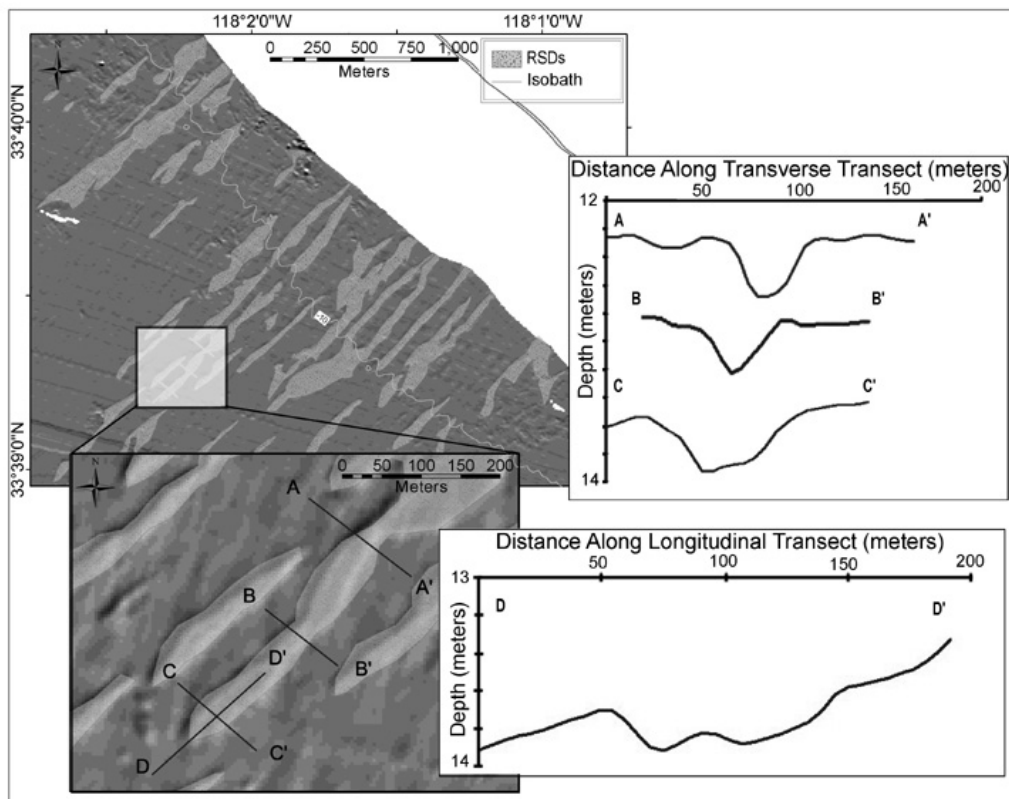 118°2'0"W
118°1'0"W
N
0 250 500 750 1,000
Meters
RSDs
Isobath
33°40'0"N
33°39'0"N
-10
Distance Along Transverse Transect (meters)
50 100 150 200
12
A A'
B B'
C C'
Depth (meters)
14
N
0 50 100 150 200
Meters
A
A'
B
B'
C
D'
C'
D
Distance Along Longitudinal Transect (meters)
50 100 150 200
13
D D'
Depth (meters)
14